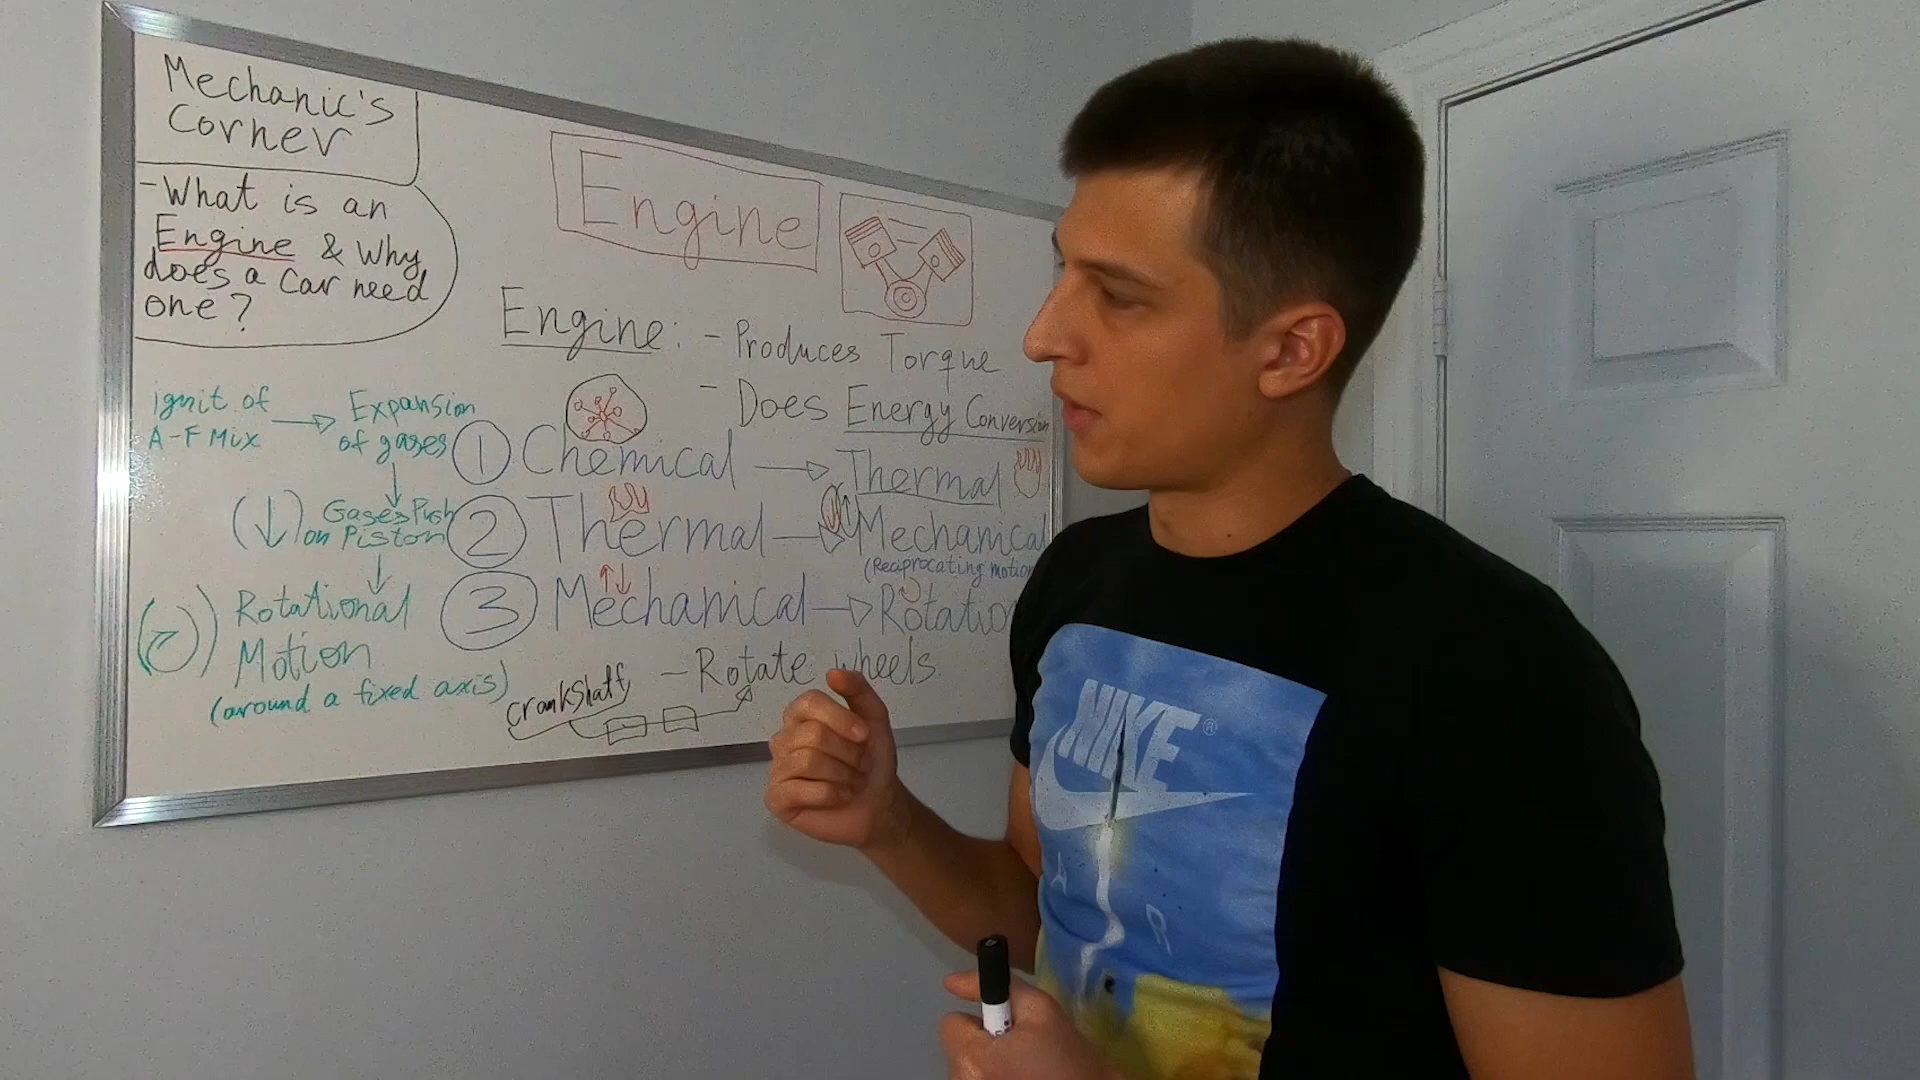 Mechanic's
Corner
- What is an
Engine & Why
does a Car need
one?
Engine
Engine: - Produces Torque
- Does Energy Conversion
ignit. of
A-F Mix
Expansion
of gases
Gases Push
on Piston
Rotational
Motion
(around a fixed axis)
1 Chemical → Thermal
2 Thermal → Mechanical
(Reciprocating motion
3 Mechanical → Rotation
- Rotate wheels
NIKE ®
A
R